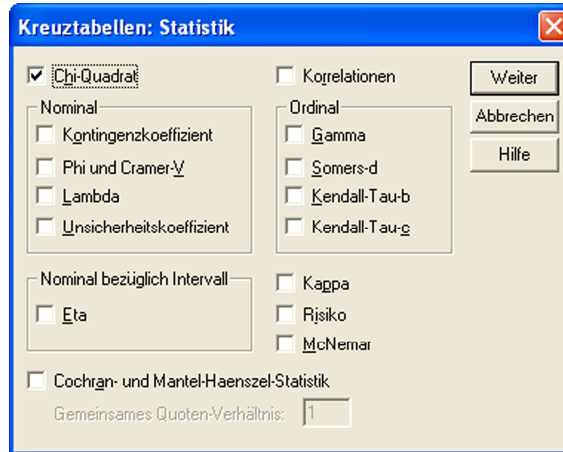 Kreuztabellen: Statistik
Chi-Quadrat
Korrelationen
Weiter
Abbrechen
Hilfe
Nominal
Kontingenzkoeffizient
Phi und Cramer-V
Lambda
Unsicherheitskoeffizient
Ordinal
Gamma
Somers-d
Kendall-Tau-b
Kendall-Tau-c
Nominal bezüglich Intervall
Eta
Kappa
Risiko
McNemar
Cochran- und Mantel-Haenszel-Statistik
Gemeinsames Quoten-Verhältnis: 1